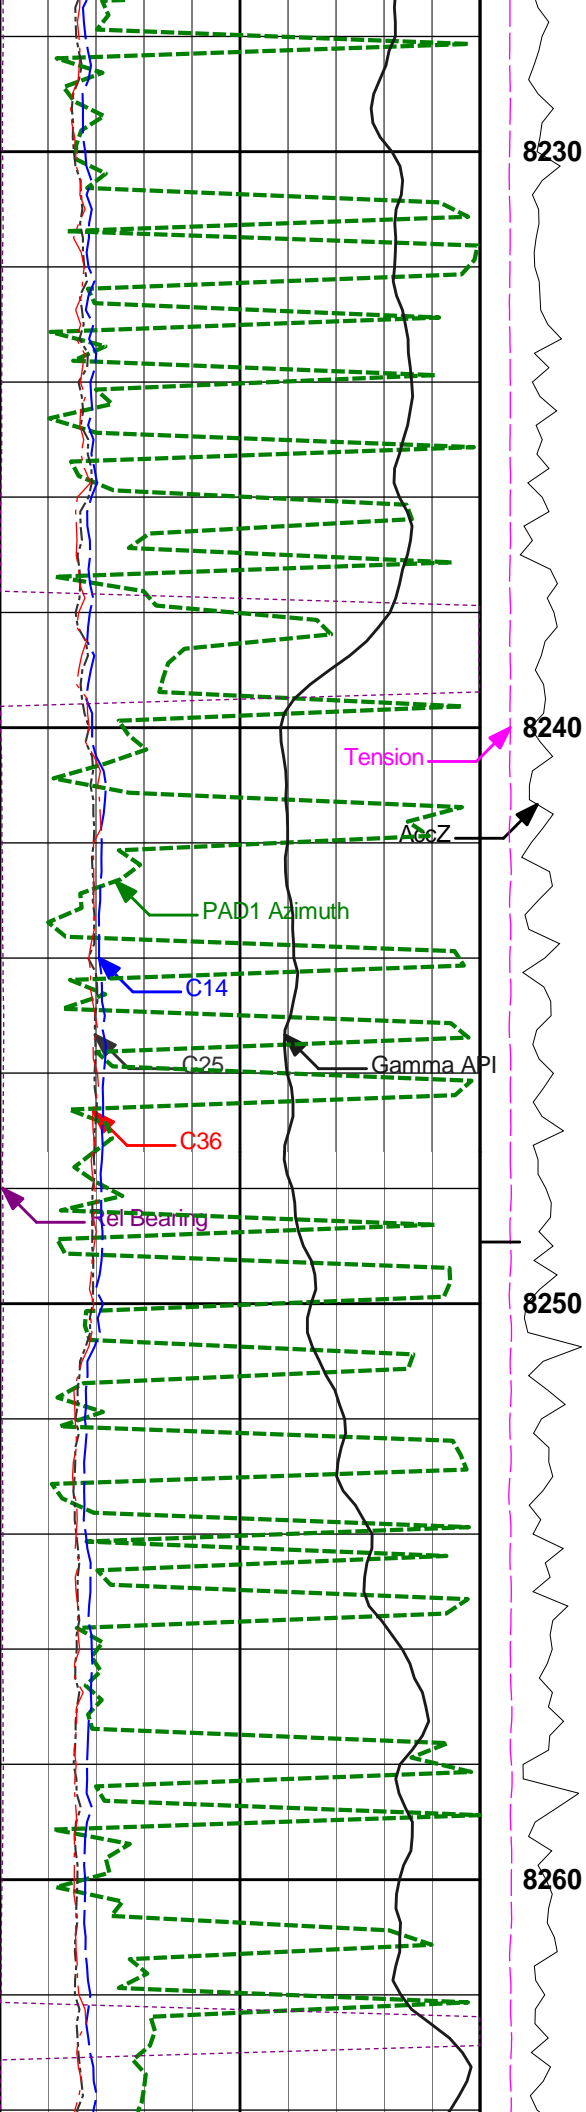 8230
8240
Tension
AccZ
PAD1 Azimuth
C14
C25
Gamma API
C36
Rel Bearing
8250
8260